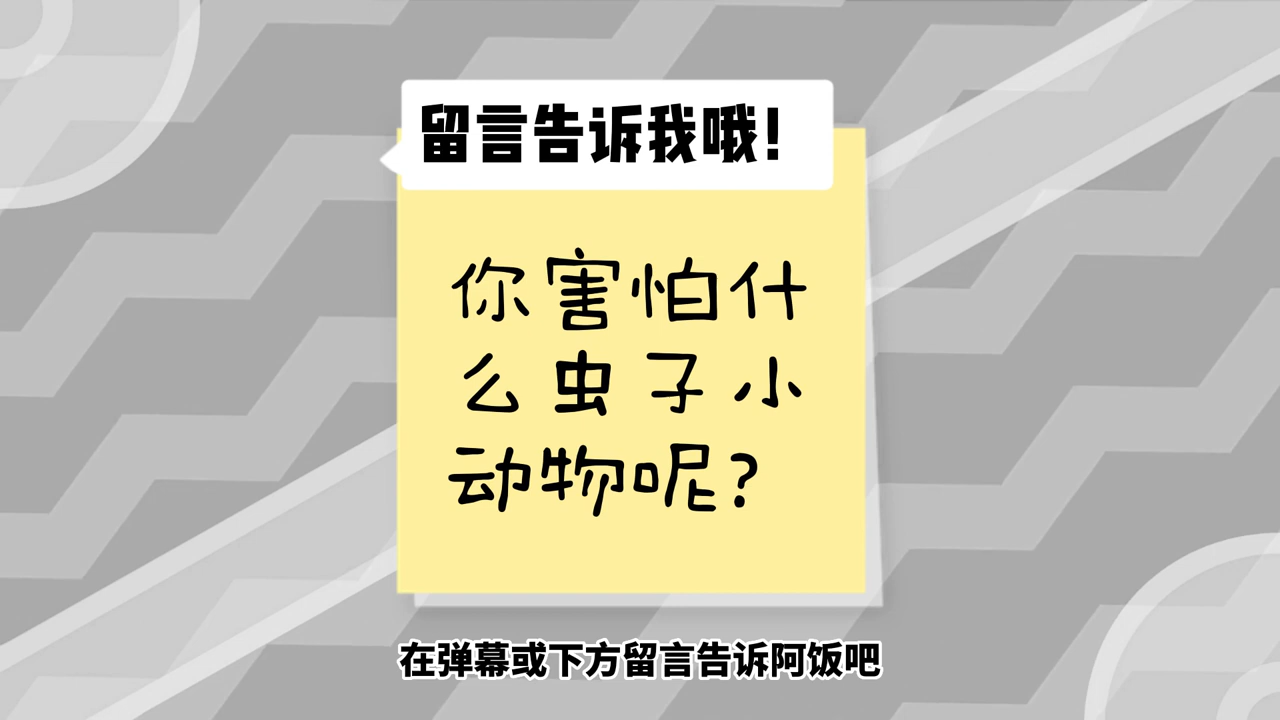 留言告诉我哦！
你害怕什
么虫子小
动物呢？
在弹幕或下方留言告诉阿饭吧